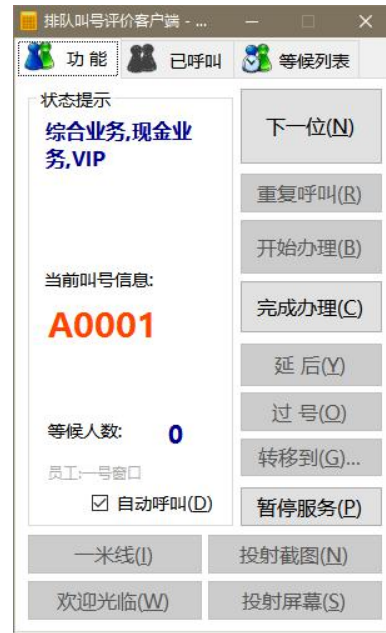 排队叫号评价客户端 - ...
功能
已呼叫
等候列表
状态提示
综合业务,现金业
务,VIP
下一位(N)
重复呼叫(R)
开始办理(B)
当前叫号信息:
A0001
完成办理(C)
延 后(Y)
过 号(O)
等候人数: 0
转移到(G)...
员工:一号窗口
自动呼叫(D)
暂停服务(P)
一米线(I)
投射截图(N)
欢迎光临(W)
投射屏幕(S)